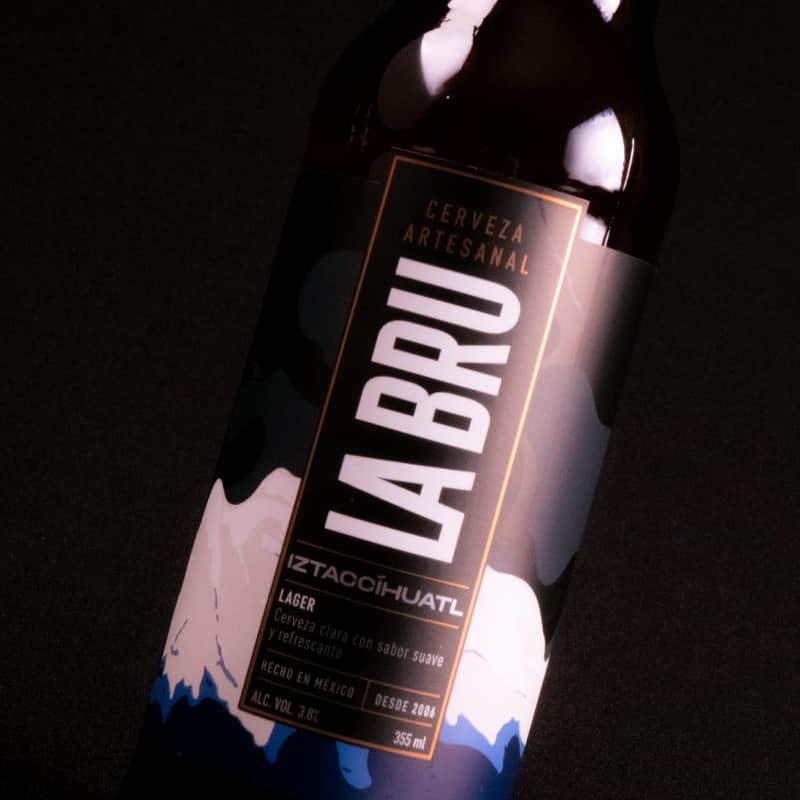 CERVEZA
ARTESANAL
LA BRU
IZTACCÍHUATL
LAGER
Cerveza clara con sabor suave
y refrescante
HECHO EN MÉXICO
DESDE 2006
ALC. VOL. 3.8%
355 ml